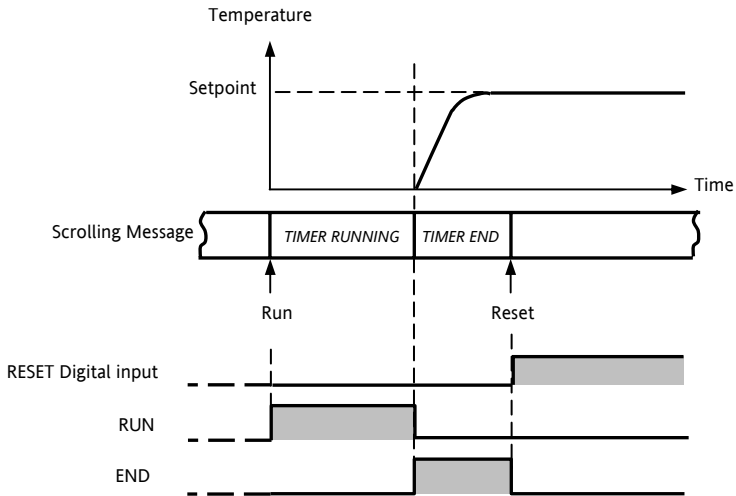 Temperature
Setpoint
Time
Scrolling Message
TIMER RUNNING
TIMER END
Run
Reset
RESET Digital input
RUN
END